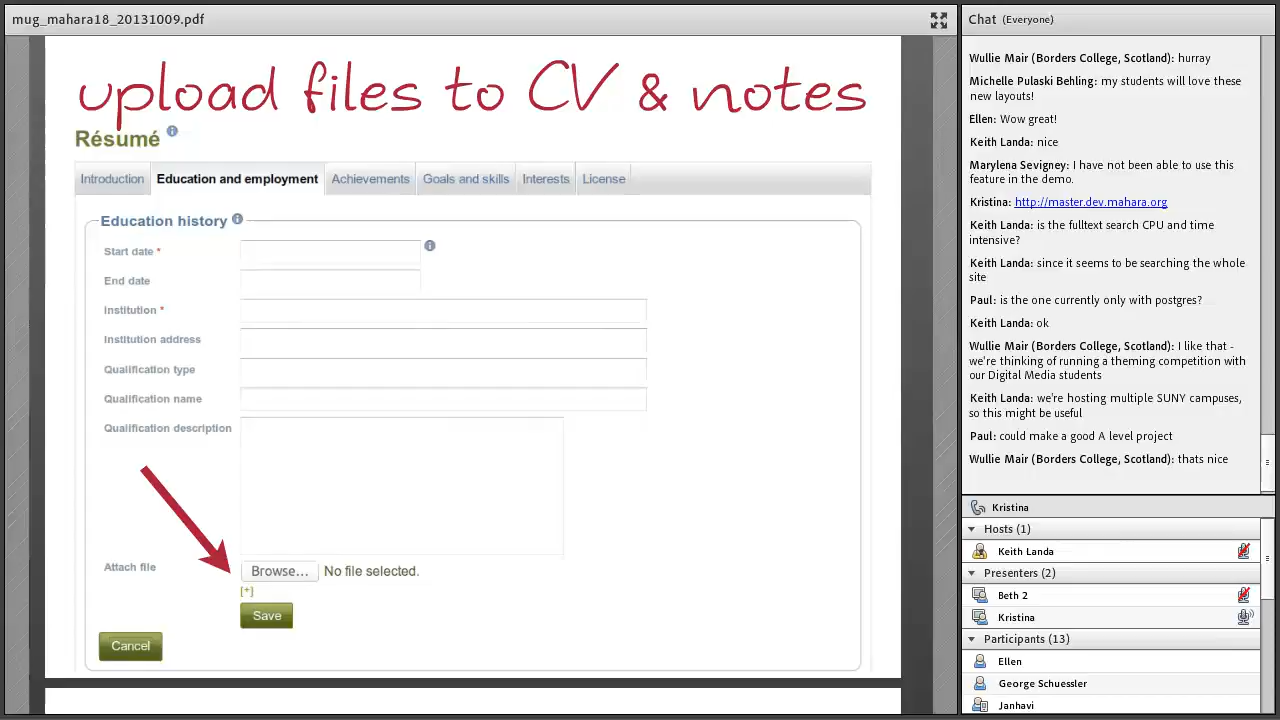 mug_mahara18_20131009.pdf
upload files to CV & notes
Résumé
Introduction
Education and employment
Achievements
Goals and skills
Interests
License
Education history
Start date *
End date
Institution *
Institution address
Qualification type
Qualification name
Qualification description
Attach file
Browse...
No file selected.
[+]
Save
Cancel
Chat (Everyone)
Wullie Mair (Borders College, Scotland): hurray
Michelle Pulaski Behling: my students will love these
new layouts!
Ellen: Wow great!
Keith Landa: nice
Marylena Sevigney: I have not been able to use this
feature in the demo.
Kristina: http://master.dev.mahara.org
Keith Landa: is the fulltext search CPU and time
intensive?
Keith Landa: since it seems to be searching the whole
site
Paul: is the one currently only with postgres?
Keith Landa: ok
Wullie Mair (Borders College, Scotland): I like that -
we're thinking of running a theming competition with
our Digital Media students
Keith Landa: we're hosting multiple SUNY campuses,
so this might be useful
Paul: could make a good A level project
Wullie Mair (Borders College, Scotland): thats nice
Kristina
Hosts (1)
Keith Landa
Presenters (2)
Beth 2
Kristina
Participants (13)
Ellen
George Schuessler
Janhavi